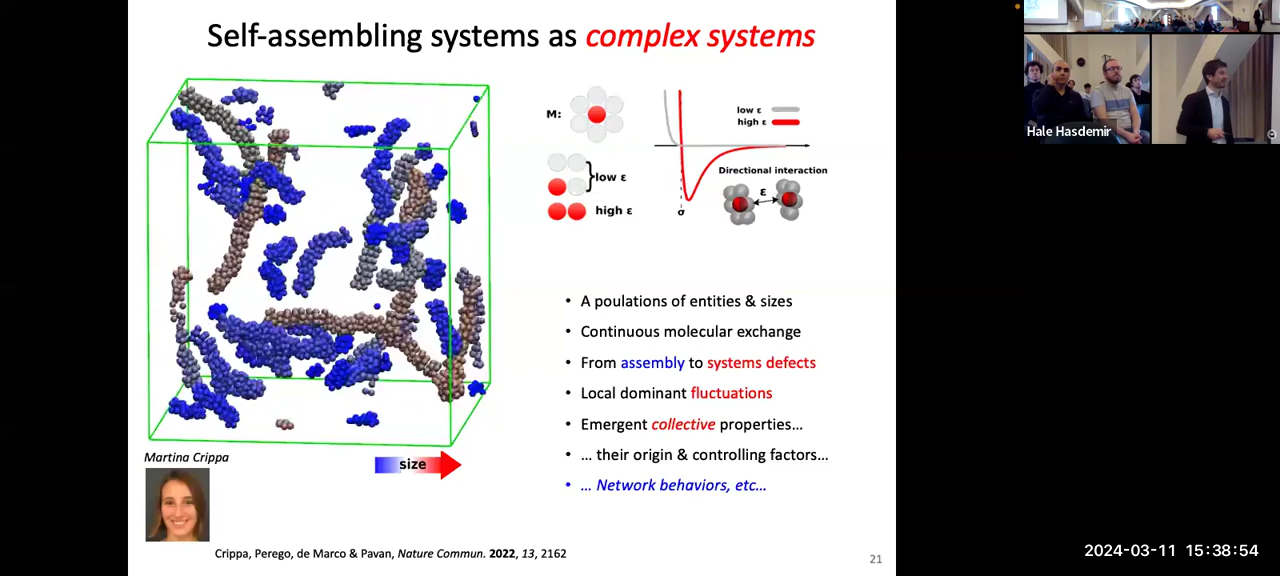 Self-assembling systems as complex systems
M:
low ε
high ε
low ε
high ε
Directional interaction
ε
σ
• A poulations of entities & sizes
• Continuous molecular exchange
• From assembly to systems defects
• Local dominant fluctuations
• Emergent collective properties...
• ... their origin & controlling factors...
• ... Network behaviors, etc...
Martina Crippa
size
Crippa, Perego, de Marco & Pavan, Nature Commun. 2022, 13, 2162
21
Hale Hasdemir
2024-03-11 15:38:54